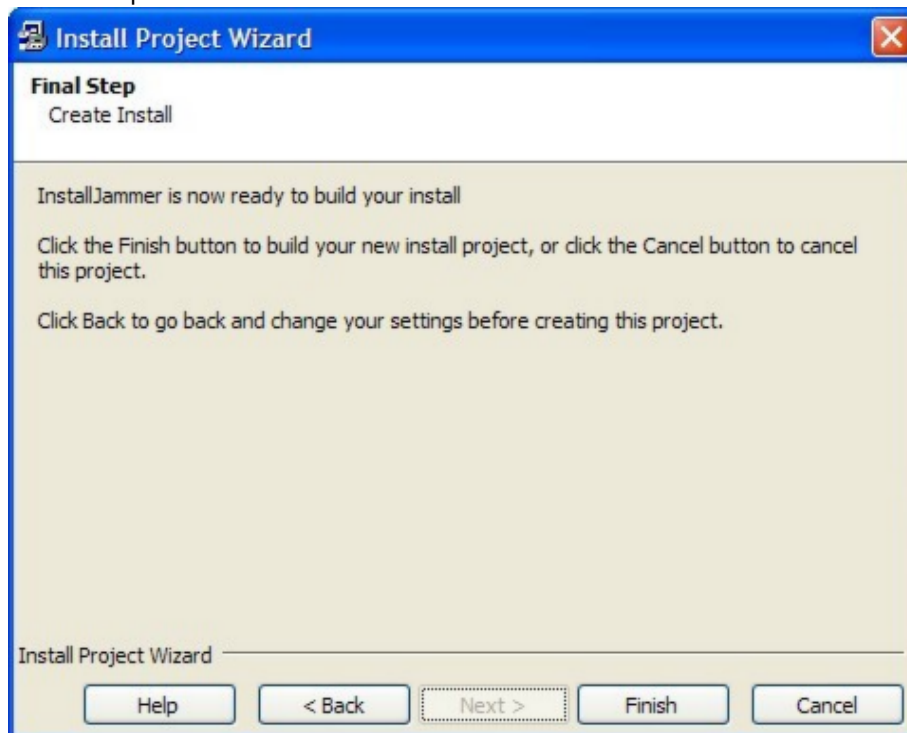 Install Project Wizard
Final Step
Create Install
InstallJammer is now ready to build your install
Click the Finish button to build your new install project, or click the Cancel button to cancel
this project.
Click Back to go back and change your settings before creating this project.
Install Project Wizard
Help < Back Next > Finish Cancel